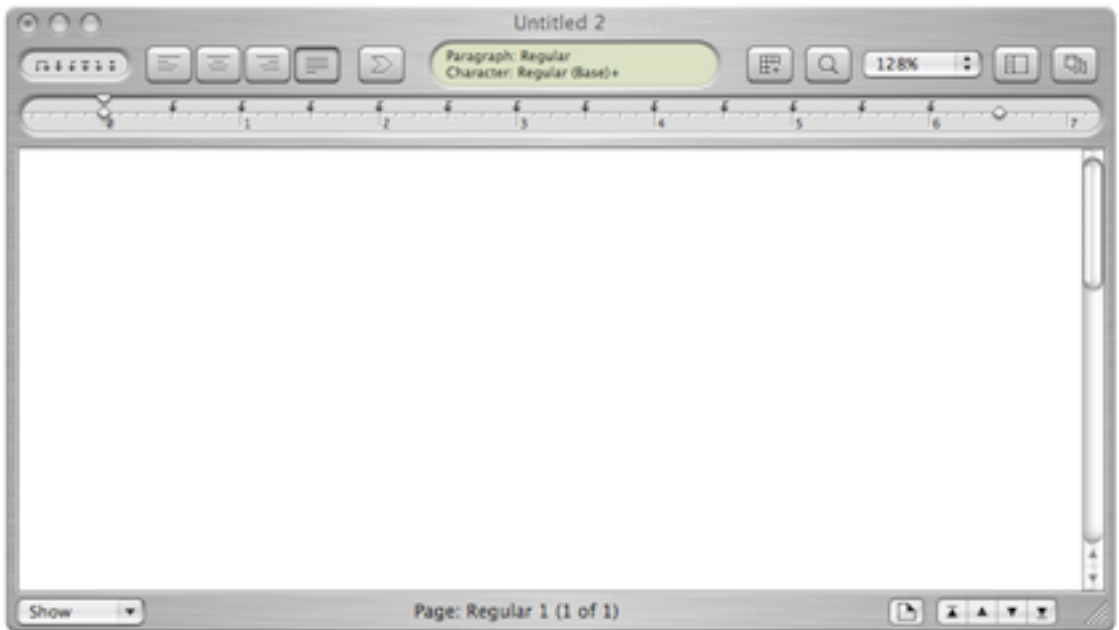 Untitled 2
Paragraph: Regular
Character: Regular (Base)+
128%
0 1 2 3 4 5 6 7
Show
Page: Regular 1 (1 of 1)